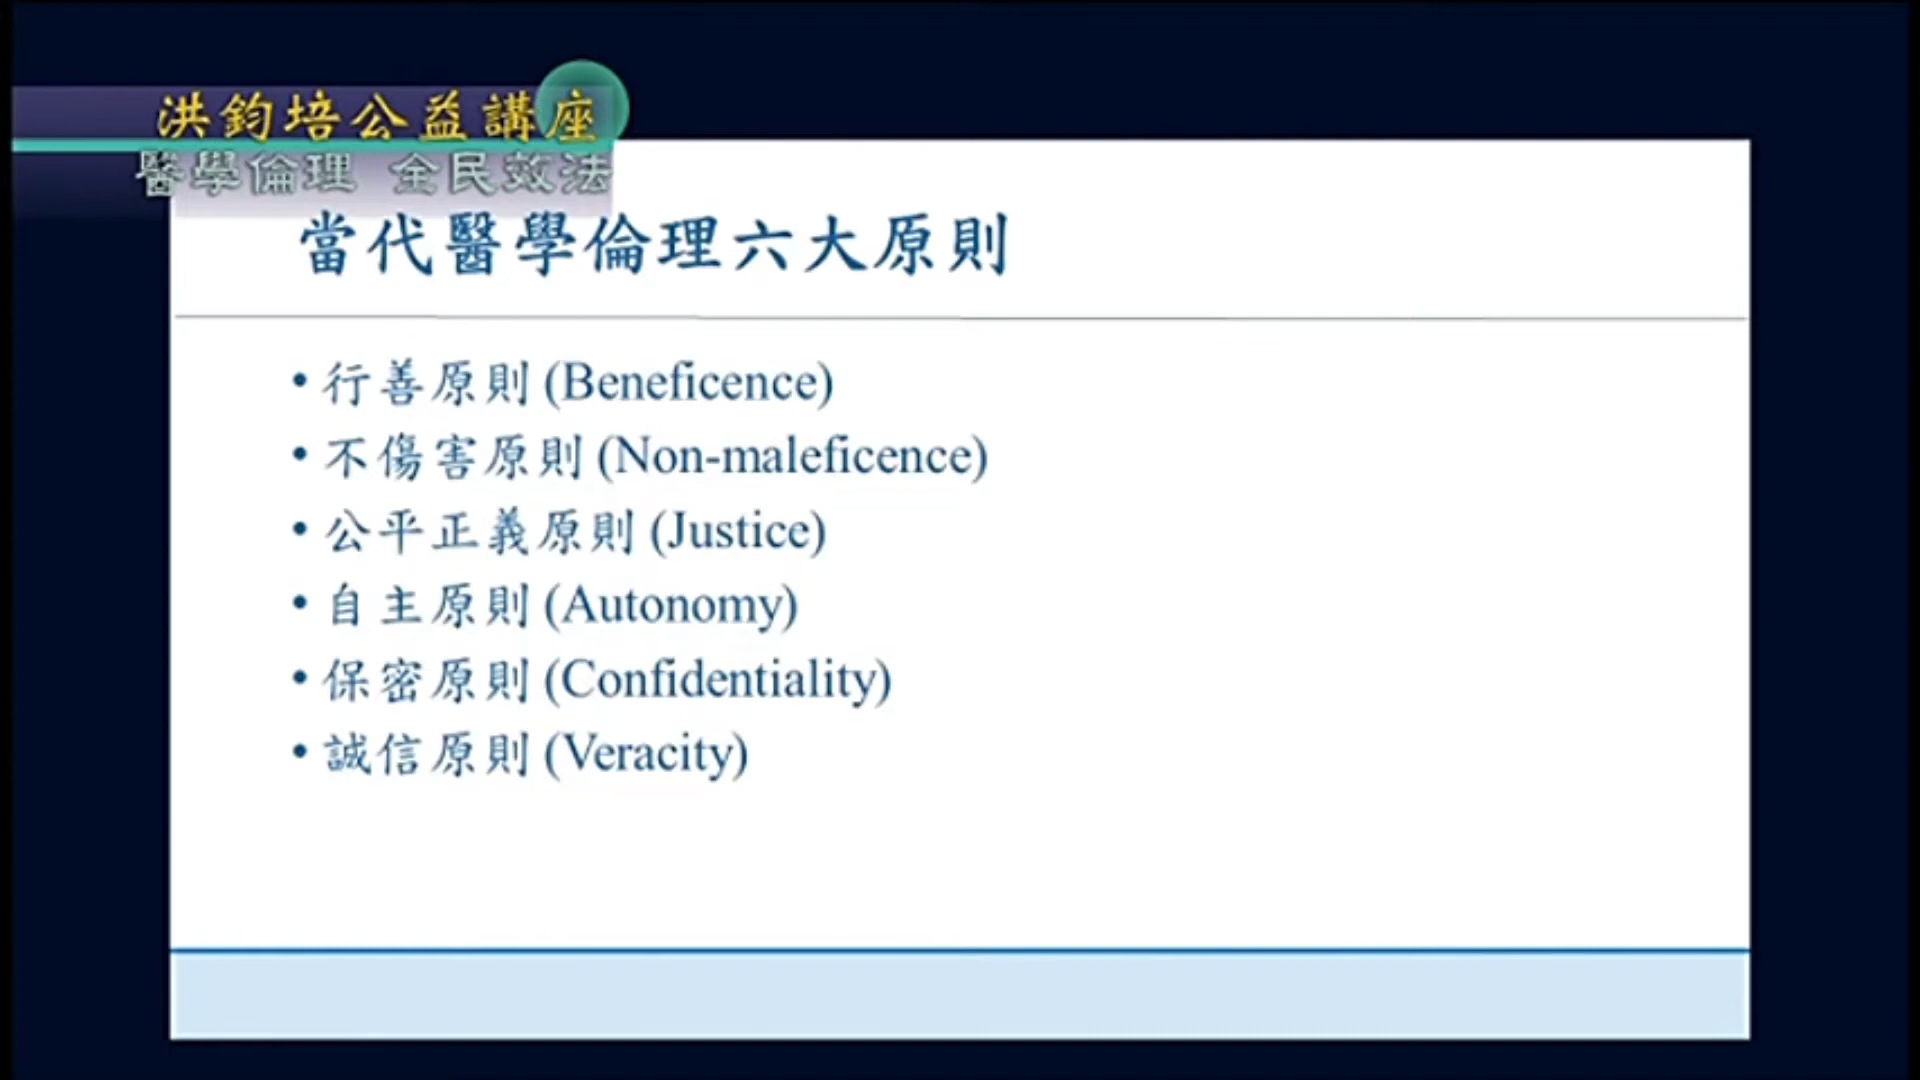 洪鈞培公益講座
醫學倫理 全民效法
當代醫學倫理六大原則
• 行善原則 (Beneficence)
• 不傷害原則 (Non-maleficence)
• 公平正義原則 (Justice)
• 自主原則 (Autonomy)
• 保密原則 (Confidentiality)
• 誠信原則 (Veracity)